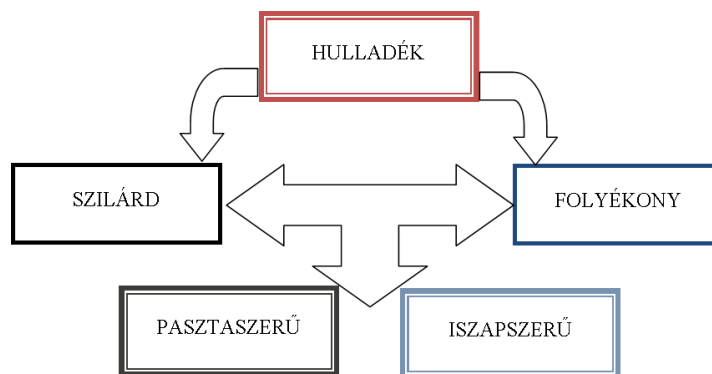 HULLADÉK
SZILÁRD
FOLYÉKONY
PASZTASZERŰ
ISZAPSZERŰ